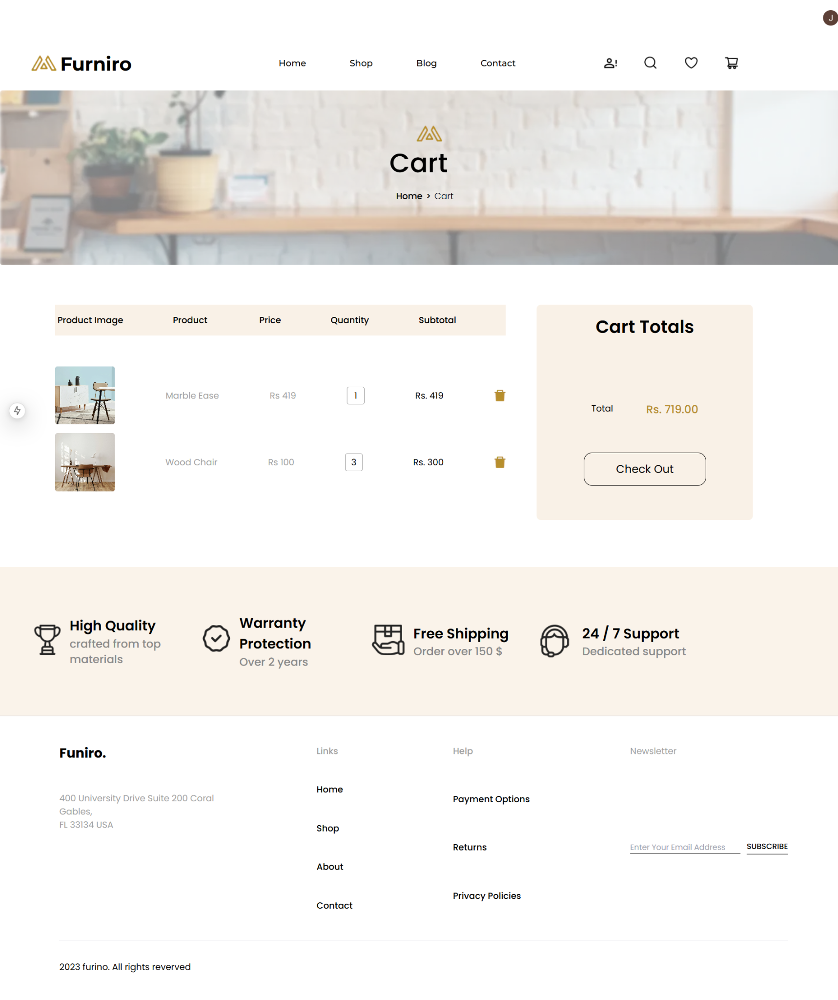 J
Furniro
Home Shop Blog Contact
Cart
Home > Cart
Product Image Product Price Quantity Subtotal
Marble Ease Rs 419 1 Rs. 419
Wood Chair Rs 100 3 Rs. 300
Cart Totals
Total Rs. 719.00
Check Out
High Quality
crafted from top
materials
Warranty
Protection
Over 2 years
Free Shipping
Order over 150 $
24 / 7 Support
Dedicated support
Funiro.
400 University Drive Suite 200 Coral
Gables,
FL 33134 USA
Links
Home
Shop
About
Contact
Help
Payment Options
Returns
Privacy Policies
Newsletter
Enter Your Email Address SUBSCRIBE
2023 furino. All rights reverved